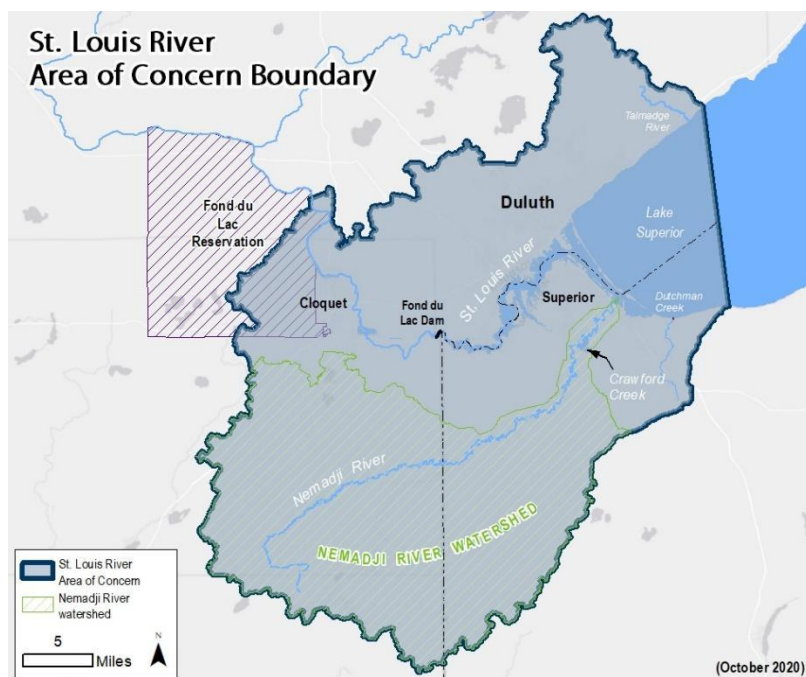 St. Louis River
Area of Concern Boundary
Talmadge
River
Fond du
Lac
Reservation
Duluth
Lake
Superior
St. Louis River
Cloquet
Fond du
Lac Dam
Superior
Dutchman
Creek
Crawford
Creek
Nemadji River
NEMADJI RIVER WATERSHED
St. Louis River
Area of Concern
Nemadji River
watershed
5
Miles
N
(October 2020)